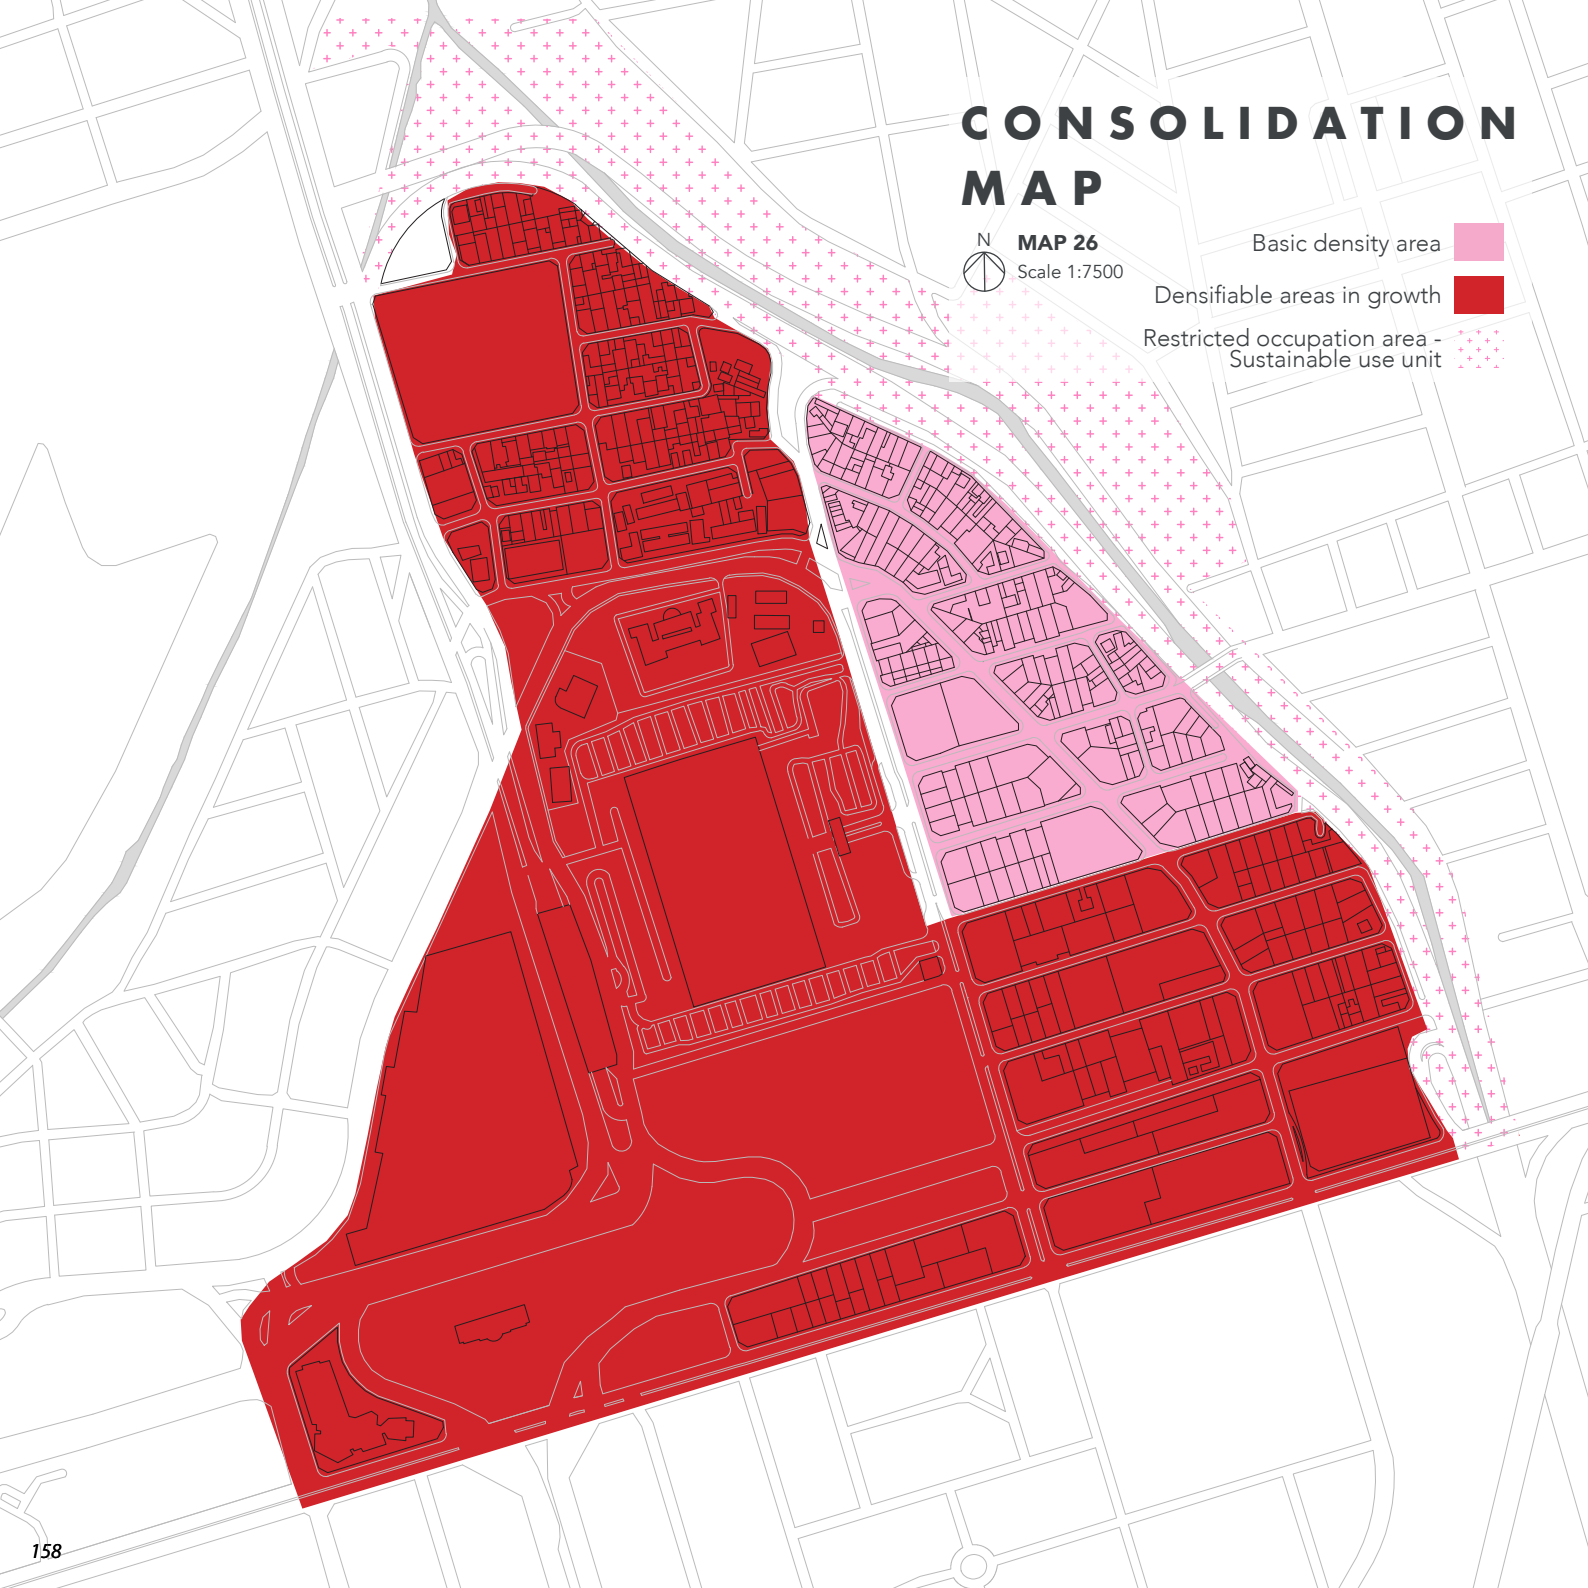 CONSOLIDATION
MAP
N
MAP 26
Scale 1:7500
Basic density area
Densifiable areas in growth
Restricted occupation area -
Sustainable use unit
158